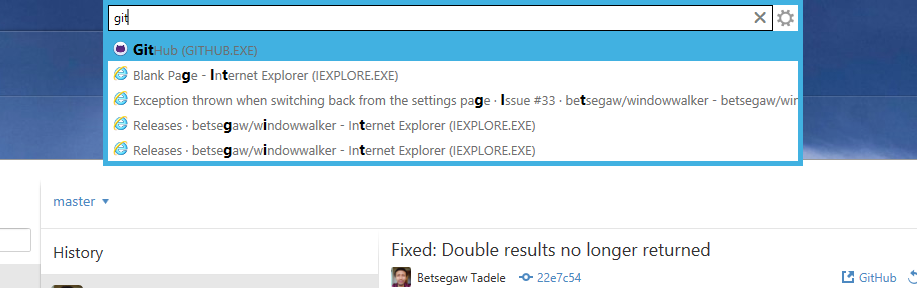 git
GitHub (GITHUB.EXE)
Blank Page - Internet Explorer (IEXPLORE.EXE)
Exception thrown when switching back from the settings page · Issue #33 · betsegaw/windowwalker - betsegaw/win
Releases · betsegaw/windowwalker - Internet Explorer (IEXPLORE.EXE)
Releases · betsegaw/windowwalker - Internet Explorer (IEXPLORE.EXE)
master
History
Fixed: Double results no longer returned
Betsegaw Tadele 22e7c54 GitHub